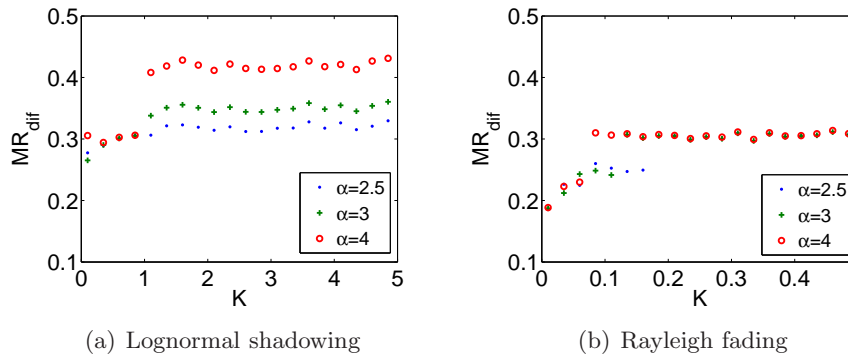 0.5
0.4
0.3
0.2
0.1
MR_dif
0 1 2 3 4 5
K
α=2.5
α=3
α=4
(a) Lognormal shadowing
0.5
0.4
0.3
0.2
0.1
MR_dif
0 0.1 0.2 0.3 0.4
K
α=2.5
α=3
α=4
(b) Rayleigh fading